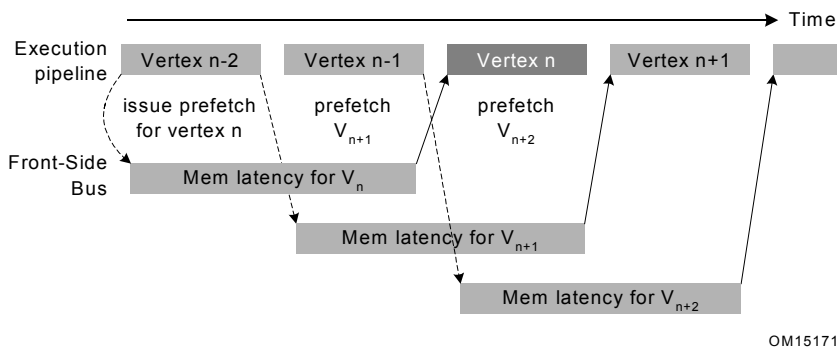 Time
Execution
pipeline
Vertex n-2
Vertex n-1
Vertex n
Vertex n+1
issue prefetch
for vertex n
prefetch
Vn+1
prefetch
Vn+2
Front-Side
Bus
Mem latency for Vn
Mem latency for Vn+1
Mem latency for Vn+2
OM15171